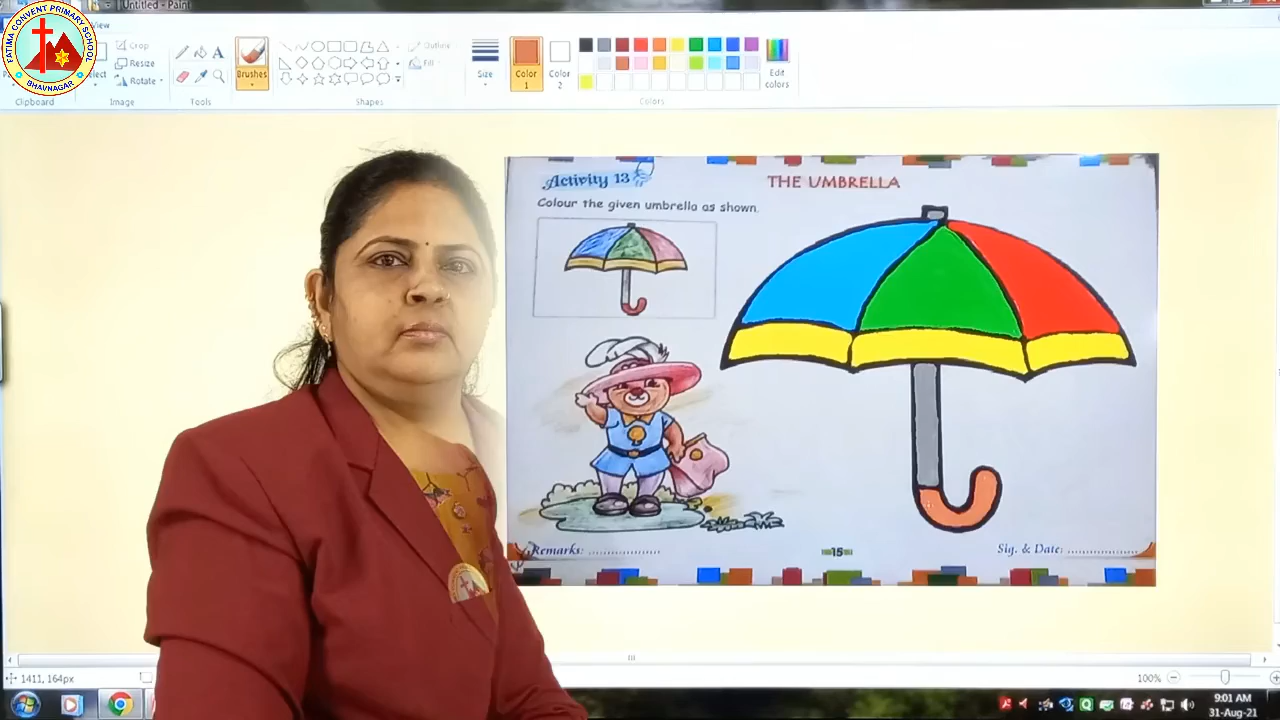 Untitled - Paint
FATIMA CONVENT PRIMARY SCHOOL
BHAVNAGAR
View
Crop
Resize
Rotate
Select
Brushes
Outline
Fill
Size
Color 1
Color 2
Edit colors
Clipboard
Image
Tools
Shapes
Colors
Activity 13
THE UMBRELLA
Colour the given umbrella as shown.
Remarks: ....................
15
Sig. & Date: ....................
1411, 164px
100%
9:01 AM
31-Aug-21